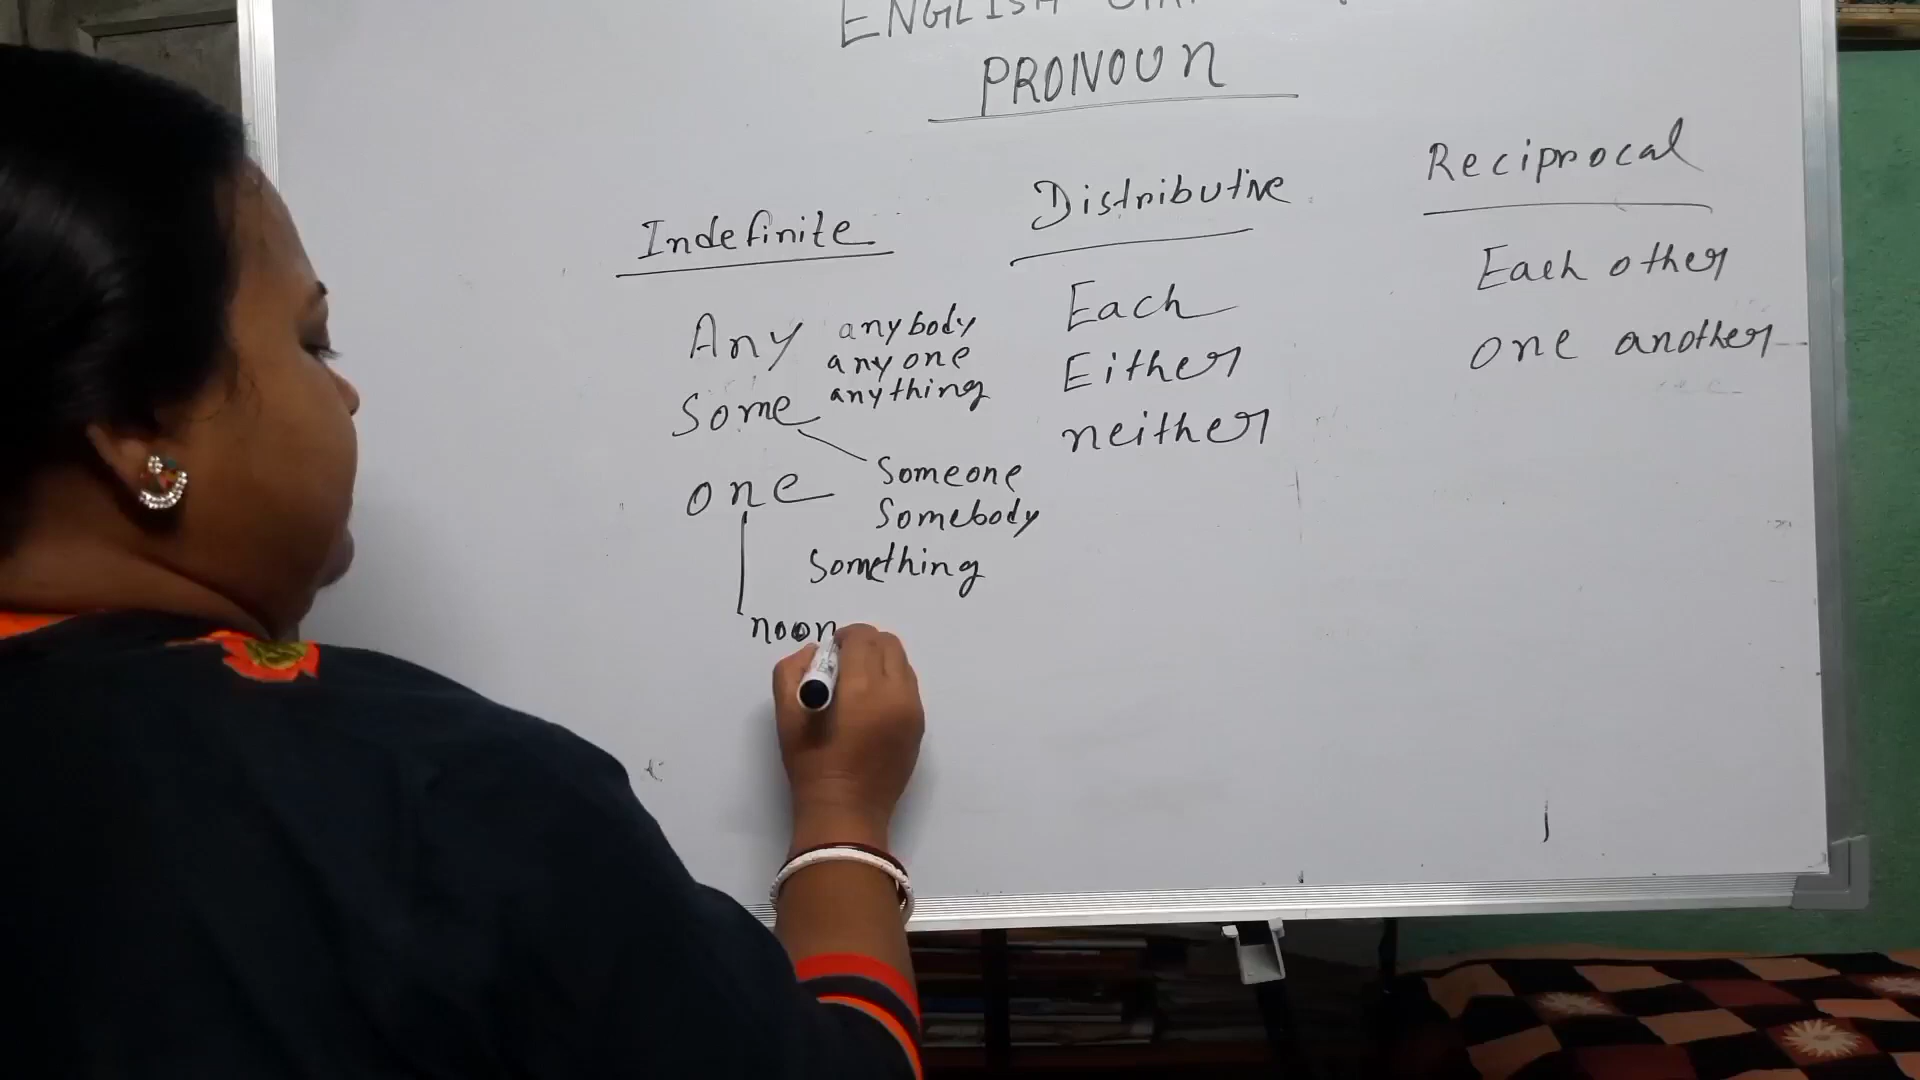 ENGLISH
PRONOUN
Indefinite
Any anybody
anyone
anything
Some
Someone
one
Somebody
Something
noon
Distributive
Each
Either
neither
Reciprocal
Each other
one another